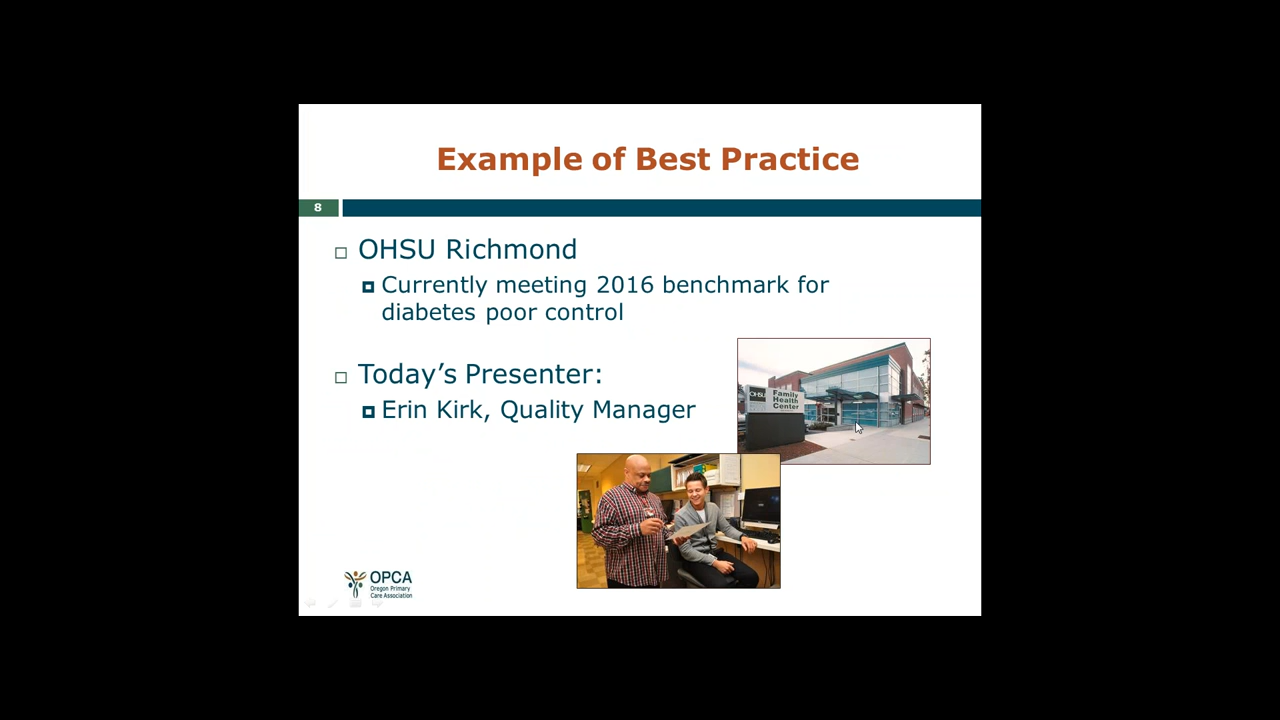 Example of Best Practice
8
OHSU Richmond
Currently meeting 2016 benchmark for
diabetes poor control
Today’s Presenter:
Erin Kirk, Quality Manager
OHSU
Family
Health
Center
OPCA
Oregon Primary
Care Association